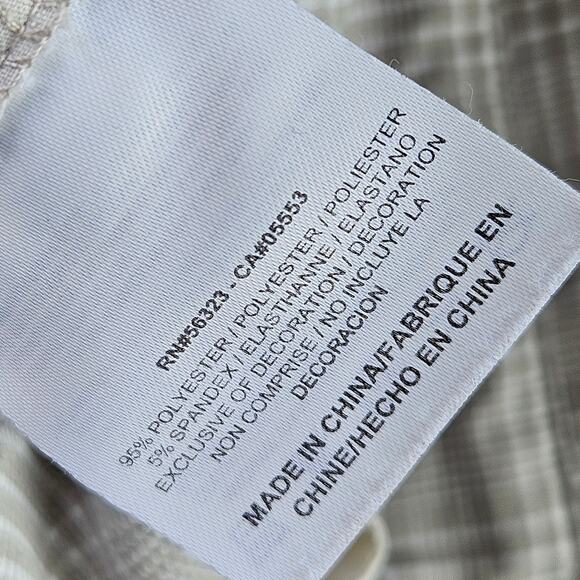 RN#56323 - CA#05553
95% POLYESTER / POLYESTER / POLIESTER
5% SPANDEX / ELASTHANNE / ELASTANO
EXCLUSIVE OF DECORATION / DECORATION
NON COMPRISE / NO INCLUYE LA
DECORACION
MADE IN CHINA/FABRIQUE EN
CHINE/HECHO EN CHINA